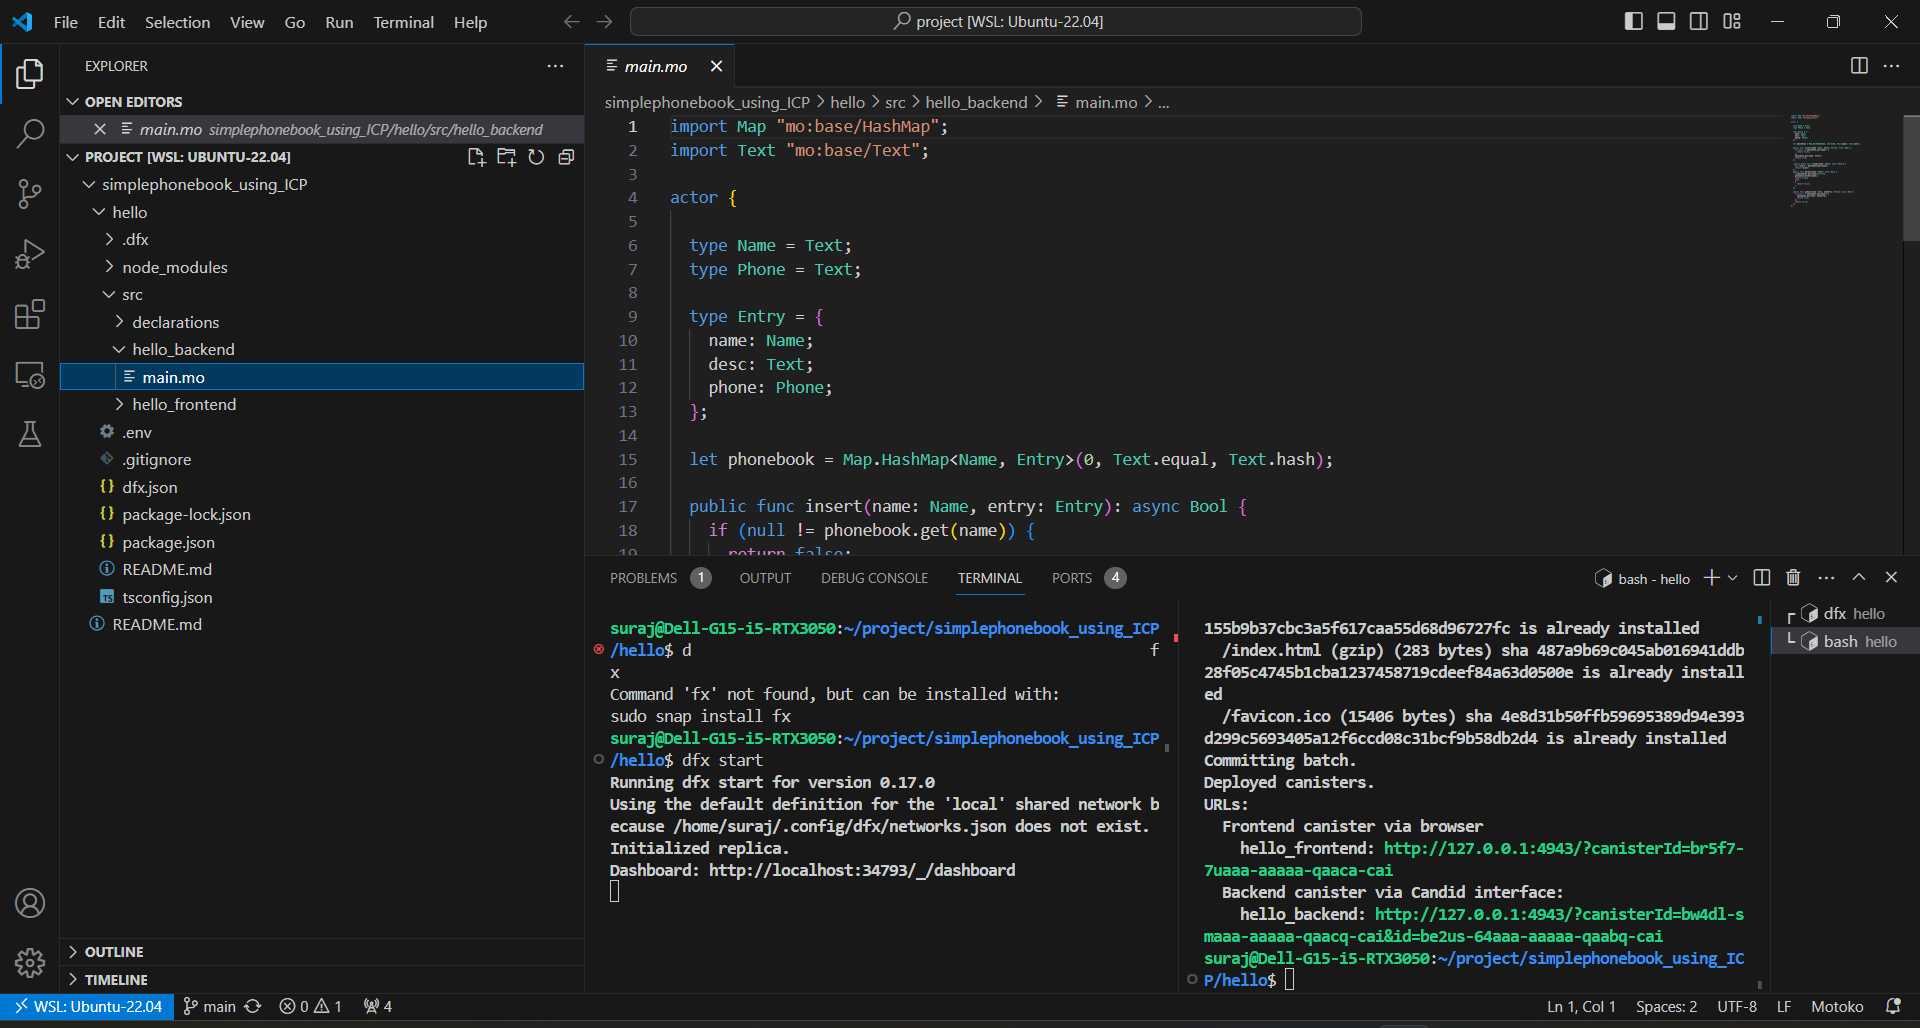 File Edit Selection View Go Run Terminal Help
project [WSL: Ubuntu-22.04]
EXPLORER
OPEN EDITORS
main.mo simplephonebook_using_ICP/hello/src/hello_backend
PROJECT [WSL: UBUNTU-22.04]
simplephonebook_using_ICP
hello
.dfx
node_modules
src
declarations
hello_backend
main.mo
hello_frontend
.env
.gitignore
dfx.json
package-lock.json
package.json
README.md
TS tsconfig.json
README.md
OUTLINE
TIMELINE
main.mo
simplephonebook_using_ICP > hello > src > hello_backend > main.mo > ...
1 import Map "mo:base/HashMap";
2 import Text "mo:base/Text";
3
4 actor {
5
6 type Name = Text;
7 type Phone = Text;
8
9 type Entry = {
10 name: Name;
11 desc: Text;
12 phone: Phone;
13 };
14
15 let phonebook = Map.HashMap<Name, Entry>(0, Text.equal, Text.hash);
16
17 public func insert(name: Name, entry: Entry): async Bool {
18 if (null != phonebook.get(name)) {
19 return false;
PROBLEMS 1 OUTPUT DEBUG CONSOLE TERMINAL PORTS 4
bash - hello
suraj@Dell-G15-i5-RTX3050:~/project/simplephonebook_using_ICP
/hello$ d f
x
Command 'fx' not found, but can be installed with:
sudo snap install fx
suraj@Dell-G15-i5-RTX3050:~/project/simplephonebook_using_ICP
/hello$ dfx start
Running dfx start for version 0.17.0
Using the default definition for the 'local' shared network b
ecause /home/suraj/.config/dfx/networks.json does not exist.
Initialized replica.
Dashboard: http://localhost:34793/_/dashboard
155b9b37cbc3a5f617caa55d68d96727fc is already installed
/index.html (gzip) (283 bytes) sha 487a9b69c045ab016941ddb
28f05c4745b1cba1237458719cdeef84a63d0500e is already install
ed
/favicon.ico (15406 bytes) sha 4e8d31b50ffb59695389d94e393
d299c5693405a12f6ccd08c31bcf9b58db2d4 is already installed
Committing batch.
Deployed canisters.
URLs:
Frontend canister via browser
hello_frontend: http://127.0.0.1:4943/?canisterId=br5f7-
7uaaa-aaaaa-qaaca-cai
Backend canister via Candid interface:
hello_backend: http://127.0.0.1:4943/?canisterId=bw4dl-s
maaa-aaaaa-qaacq-cai&id=be2us-64aaa-aaaaa-qaabq-cai
suraj@Dell-G15-i5-RTX3050:~/project/simplephonebook_using_IC
P/hello$
dfx hello
bash hello
WSL: Ubuntu-22.04 main 0 1 4
Ln 1, Col 1 Spaces: 2 UTF-8 LF Motoko